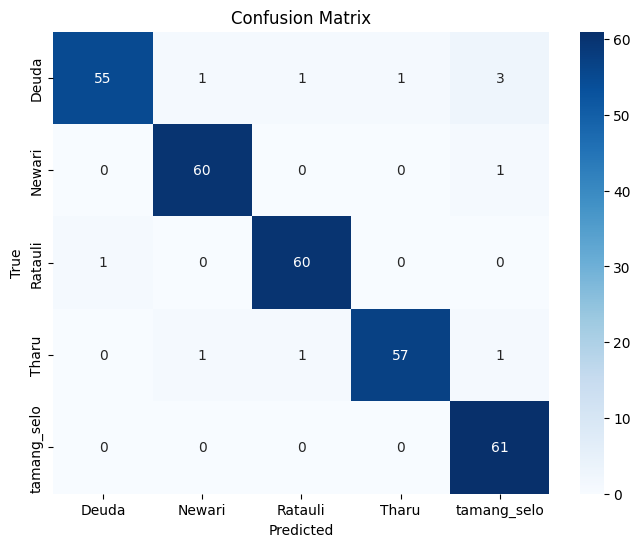 Confusion Matrix
True
Deuda 55 1 1 1 3
Newari 0 60 0 0 1
Ratauli 1 0 60 0 0
Tharu 0 1 1 57 1
tamang_selo 0 0 0 0 61
Deuda Newari Ratauli Tharu tamang_selo
Predicted
60
50
40
30
20
10
0